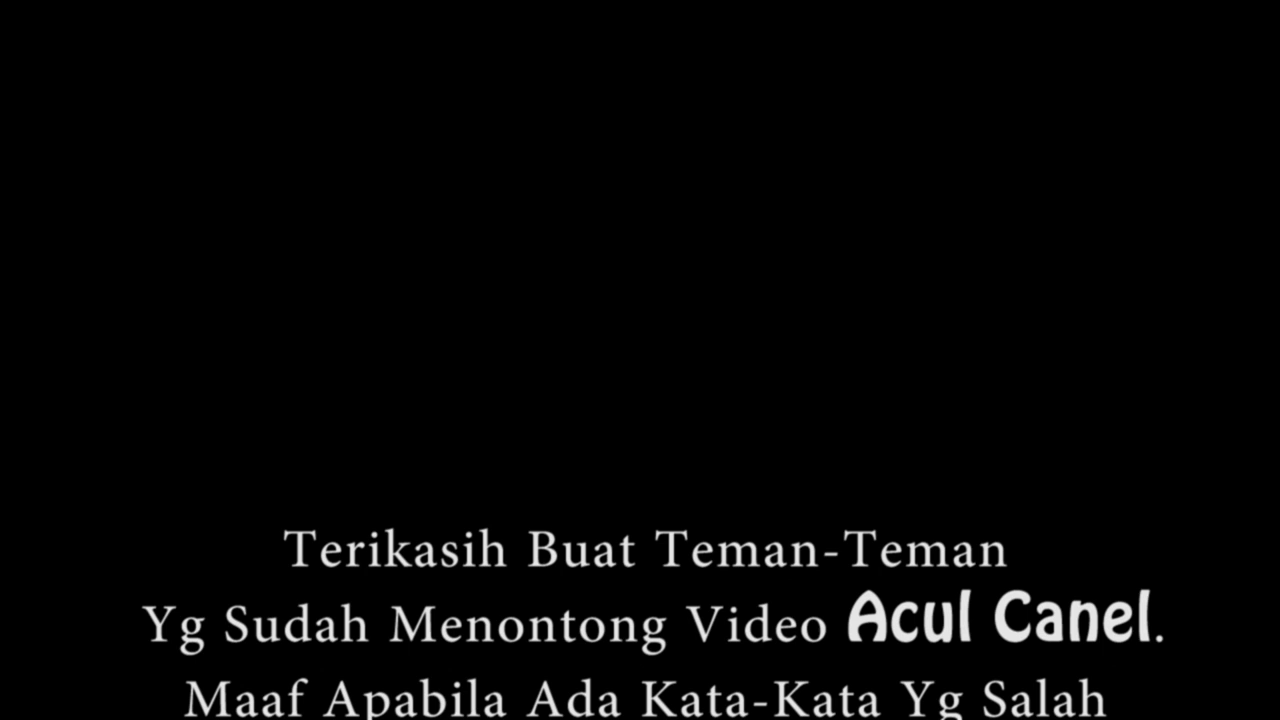 Terikasih Buat Teman-Teman
Yg Sudah Menontong Video Acul Canel.
Maaf Apabila Ada Kata-Kata Yg Salah